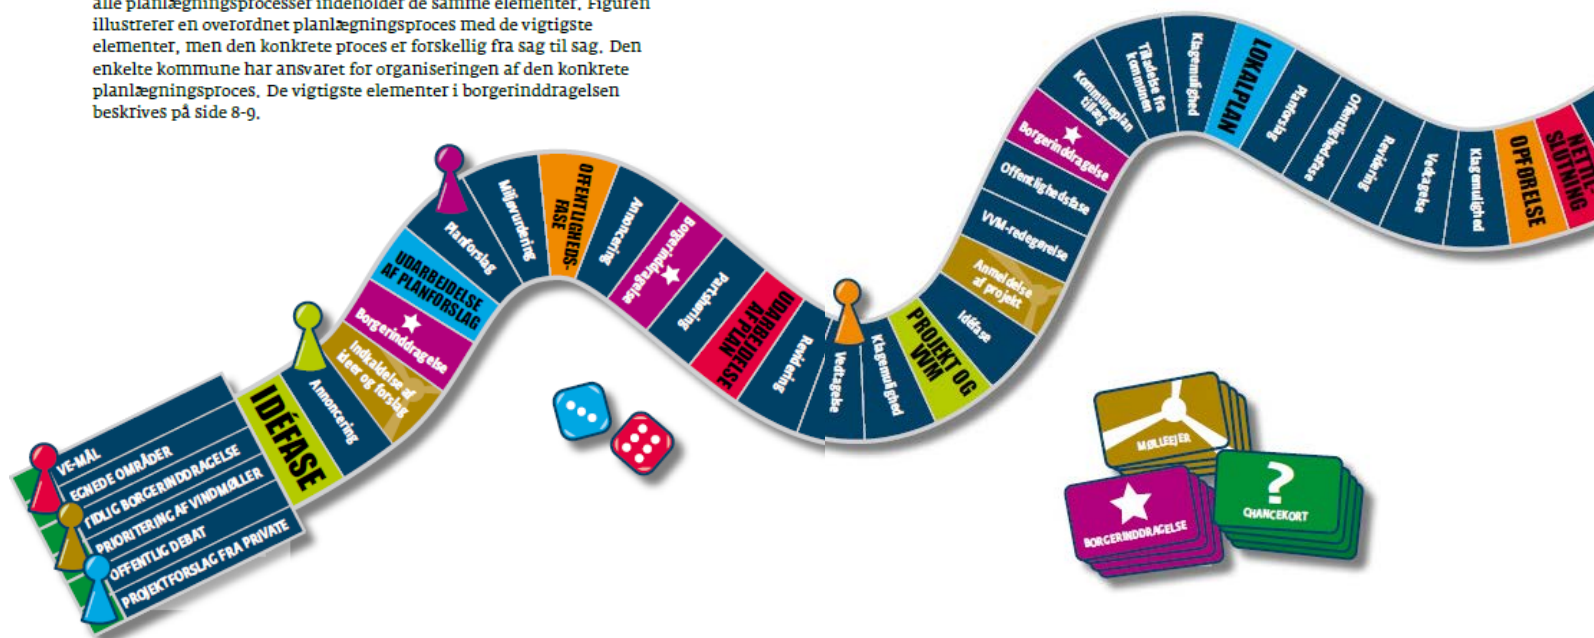 alle planlægningsprocesser indeholder de samme elementer. Figuren
illustrerer en overordnet planlægningsproces med de vigtigste
elementer, men den konkrete proces er forskellig fra sag til sag. Den
enkelte kommune har ansvaret for organiseringen af den konkrete
planlægningsproces. De vigtigste elementer i borgerinddragelsen
beskrives på side 8-9.
VE-MÅL
EGNEDE OMRÅDER
TIDLIG BORGERINDDRAGELSE
PRIORITERING AF VINDMØLLER
OFFENTLIG DEBAT
PROJEKTFORSLAG FRA PRIVATE
IDÉFASE
Annoncering
Indkaldelse af
ideer og forslag
Borgerinddragelse
UDARBEJDELSE
AF PLANFORSLAG
Planforslag
Miljøvurdering
OFFENTLIGHEDS-
FASE
Annoncering
Borgerinddragelse
Partshøring
UDARBEJDELSE
AF PLAN
Revidering
Vedtagelse
Klagemulighed
PROJEKT OG
VVM
Idéfase
Anmeldelse
af projekt
VVM-redegørelse
Offentlighedsfase
Borgerinddragelse
Kommuneplan
tillæg
Tilladelse fra
kommunen
Klagemulighed
LOKALPLAN
Planforslag
Offentlighedsfase
Revidering
Vedtagelse
Klagemulighed
OPFØRELSE
NETTIL
SLUTNING
MØLLEEJER
BORGERINDDRAGELSE
?
CHANCEKORT